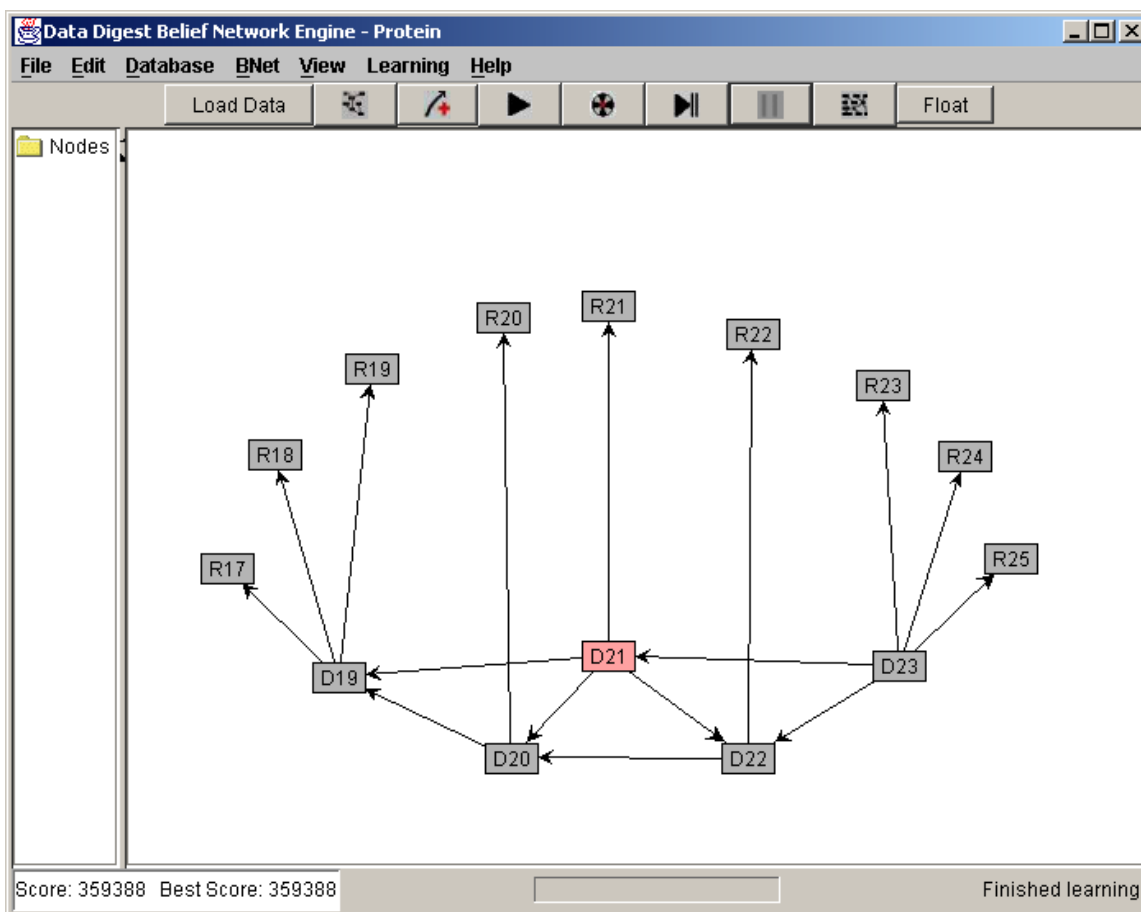 Data Digest Belief Network Engine - Protein
File Edit Database BNet View Learning Help
Load Data Float
Nodes
R21
R20
R22
R19
R23
R18
R24
R25
R17
D21
D23
D19
D20
D22
Score: 359388 Best Score: 359388 Finished learning